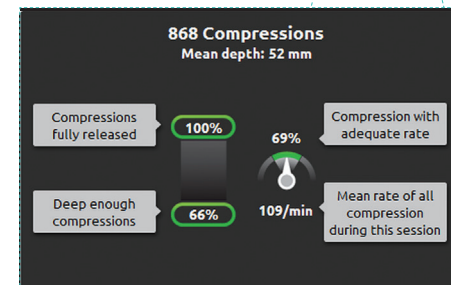 868 Compressions
Mean depth: 52 mm
Compressions
fully released
100%
69%
Compression with
adequate rate
Deep enough
compressions
66%
109/min
Mean rate of all
compression
during this session